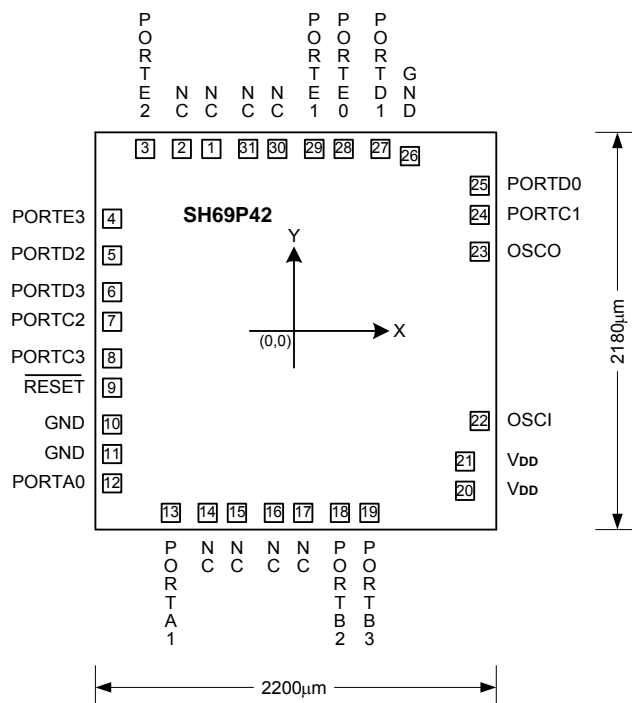 PORTE2
NC
NC
NC
NC
PORTE1
PORTE0
PORTD1
GND
3
2
1
31
30
29
28
27
26
25 PORTD0
SH69P42
PORTE3 4
24 PORTC1
Y
PORTD2 5
23 OSCO
PORTD3 6
PORTC2 7
X
(0,0)
2180μm
PORTC3 8
RESET 9
GND 10
22 OSCI
GND 11
21 VDD
PORTA0 12
20 VDD
13
14
15
16
17
18
19
PORTA1
NC
NC
NC
NC
PORTB2
PORTB3
2200μm